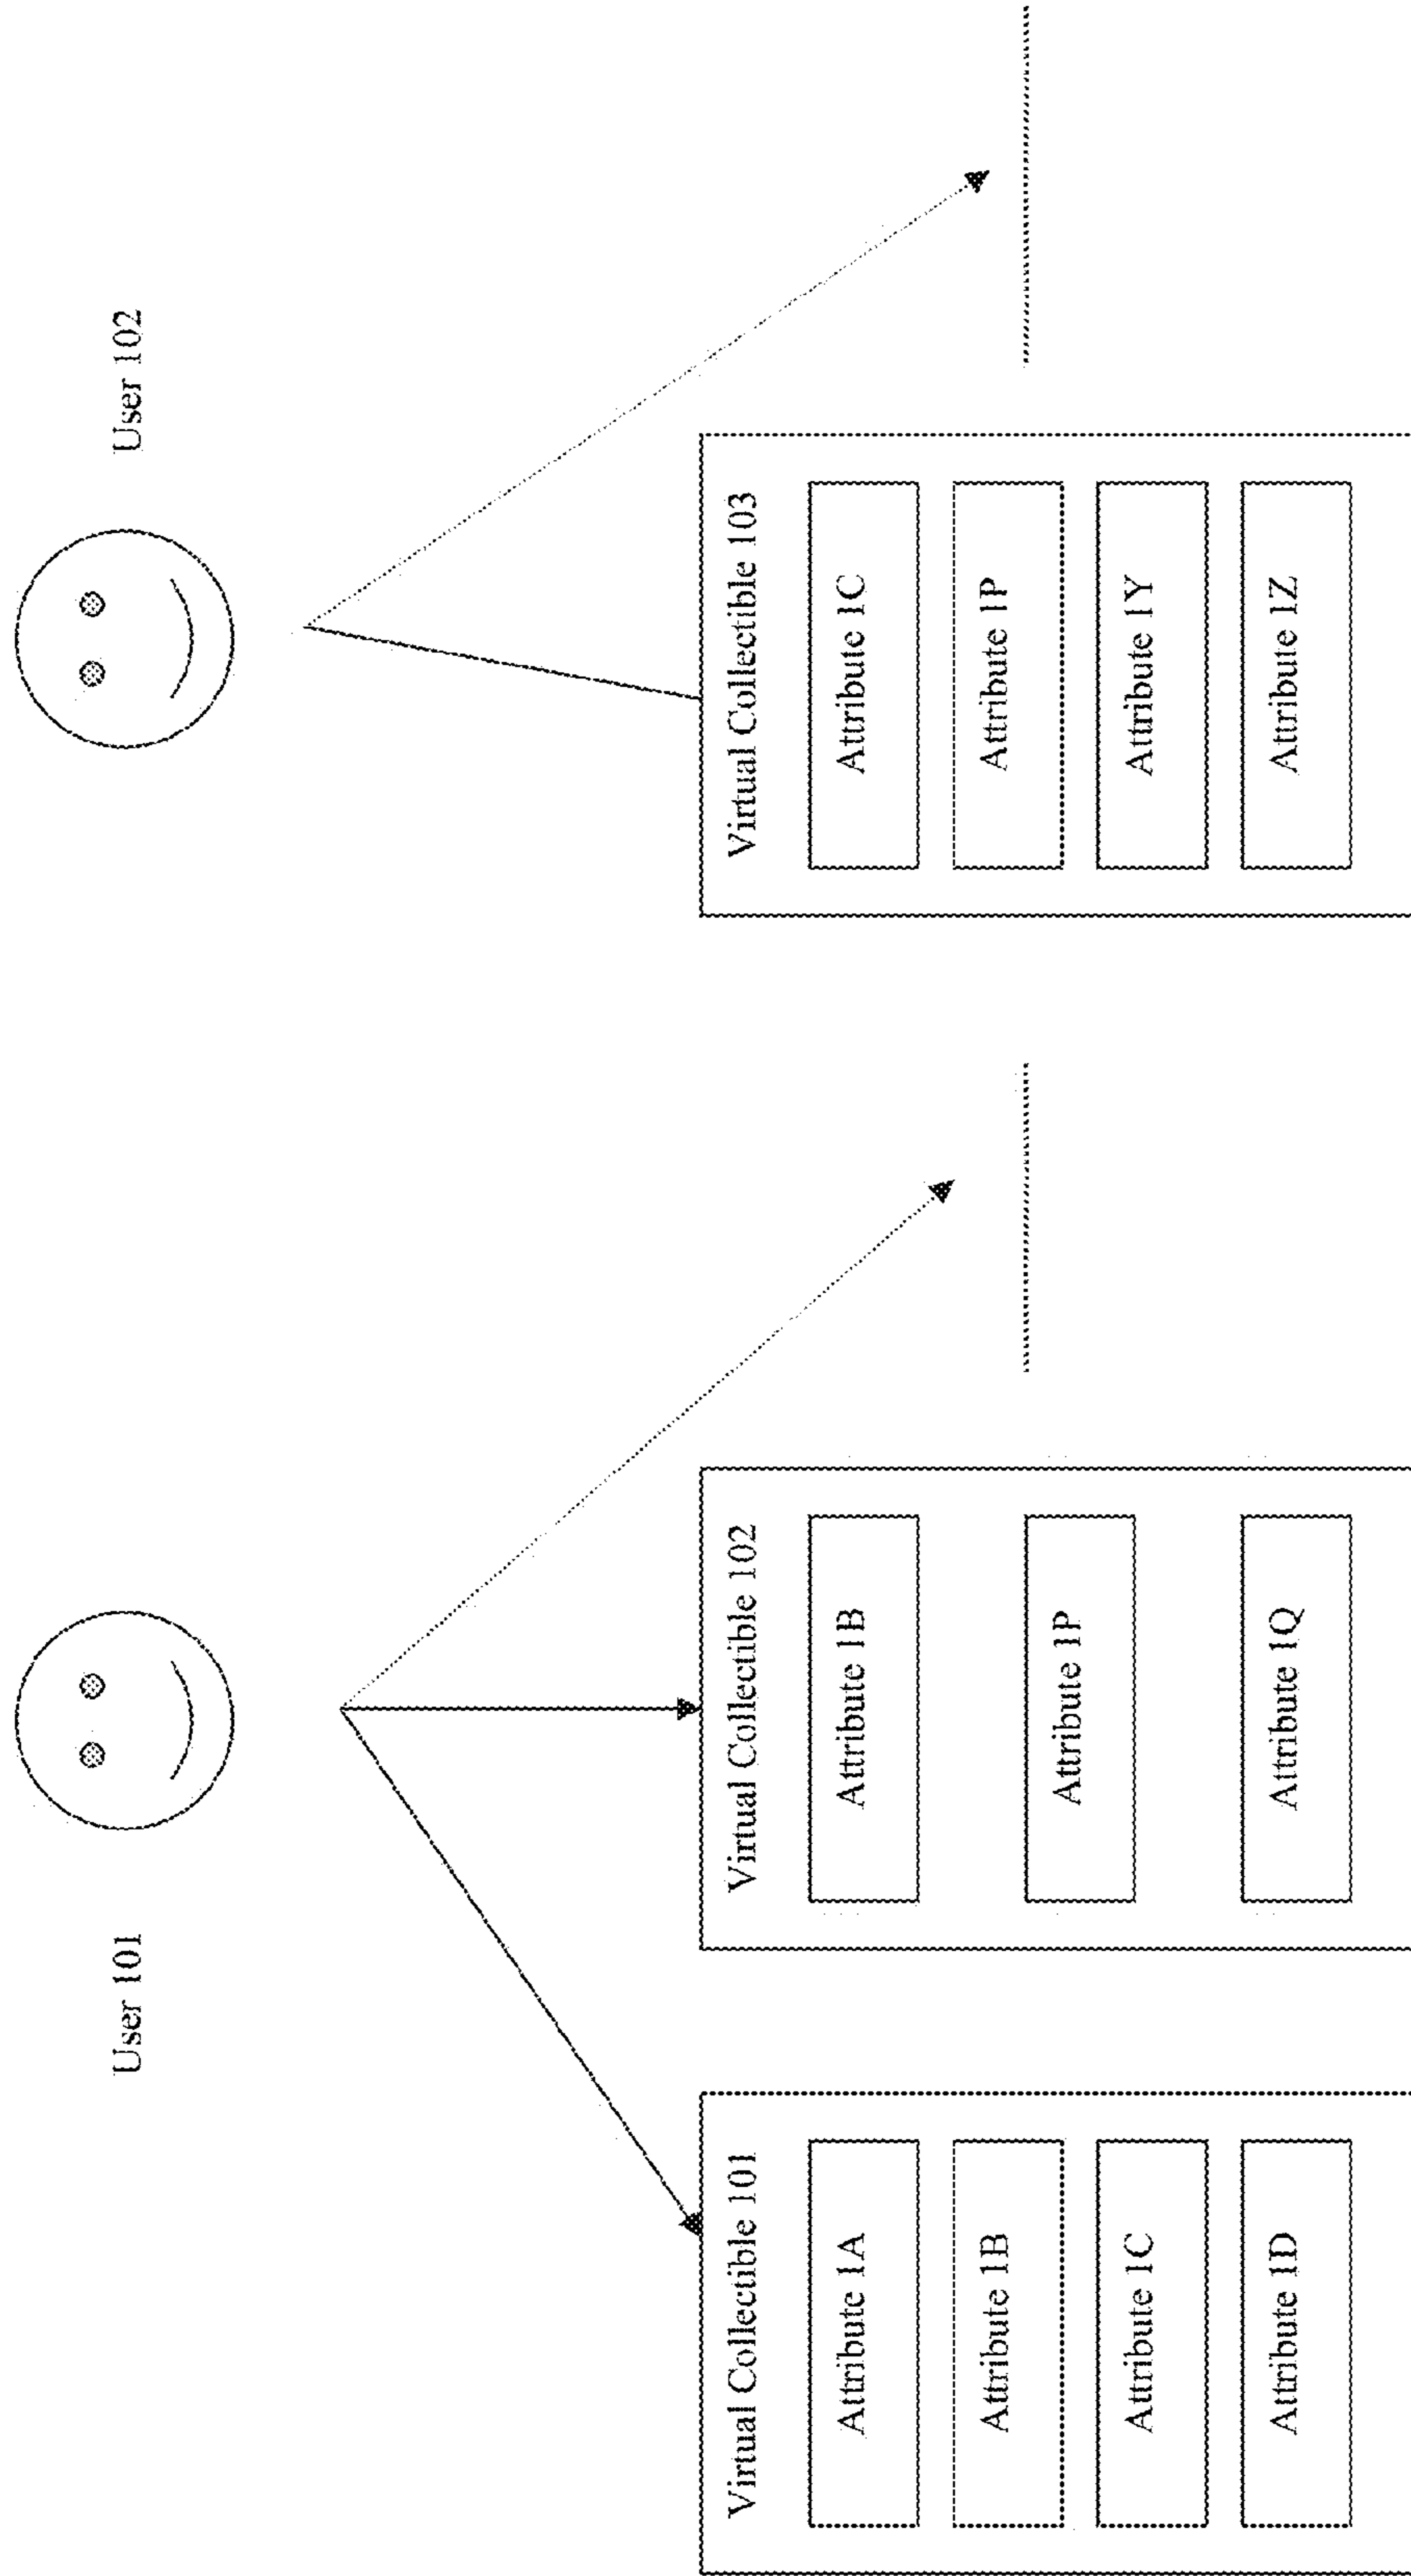 User 101
User 102
Virtual Collectible 101
Attribute 1A
Attribute 1B
Attribute 1C
Attribute 1D
Virtual Collectible 102
Attribute 1B
Attribute 1P
Attribute 1Q
Virtual Collectible 103
Attribute 1C
Attribute 1P
Attribute 1Y
Attribute 1Z